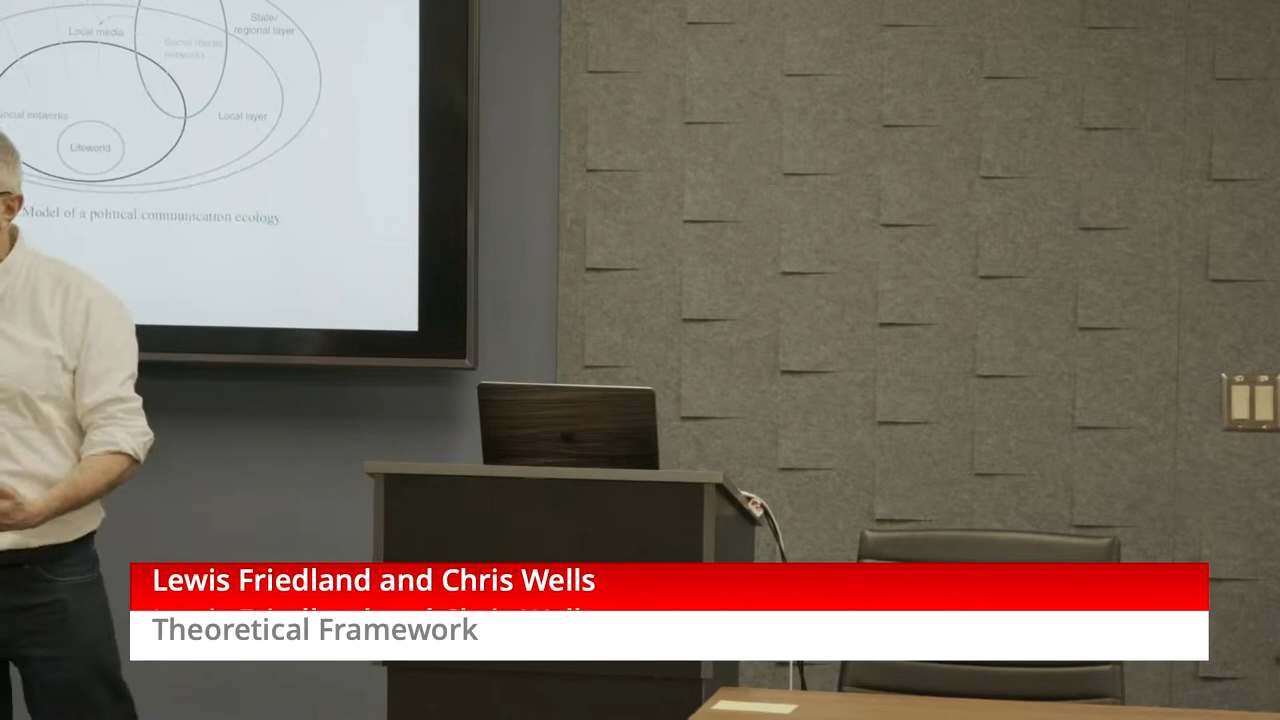 State/
regional layer
Local media
Social media
networks
Social networks
Local layer
Lifeworld
Model of a political communication ecology
Lewis Friedland and Chris Wells
Theoretical Framework